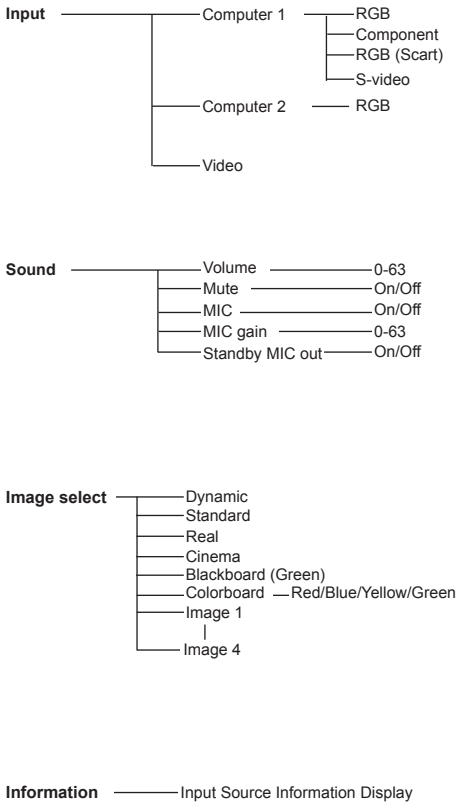 Input Computer 1 RGB
Component
RGB (Scart)
S-video
Computer 2 RGB
Video
Sound Volume 0-63
Mute On/Off
MIC On/Off
MIC gain 0-63
Standby MIC out On/Off
Image select Dynamic
Standard
Real
Cinema
Blackboard (Green)
Colorboard Red/Blue/Yellow/Green
Image 1
Image 4
Information Input Source Information Display